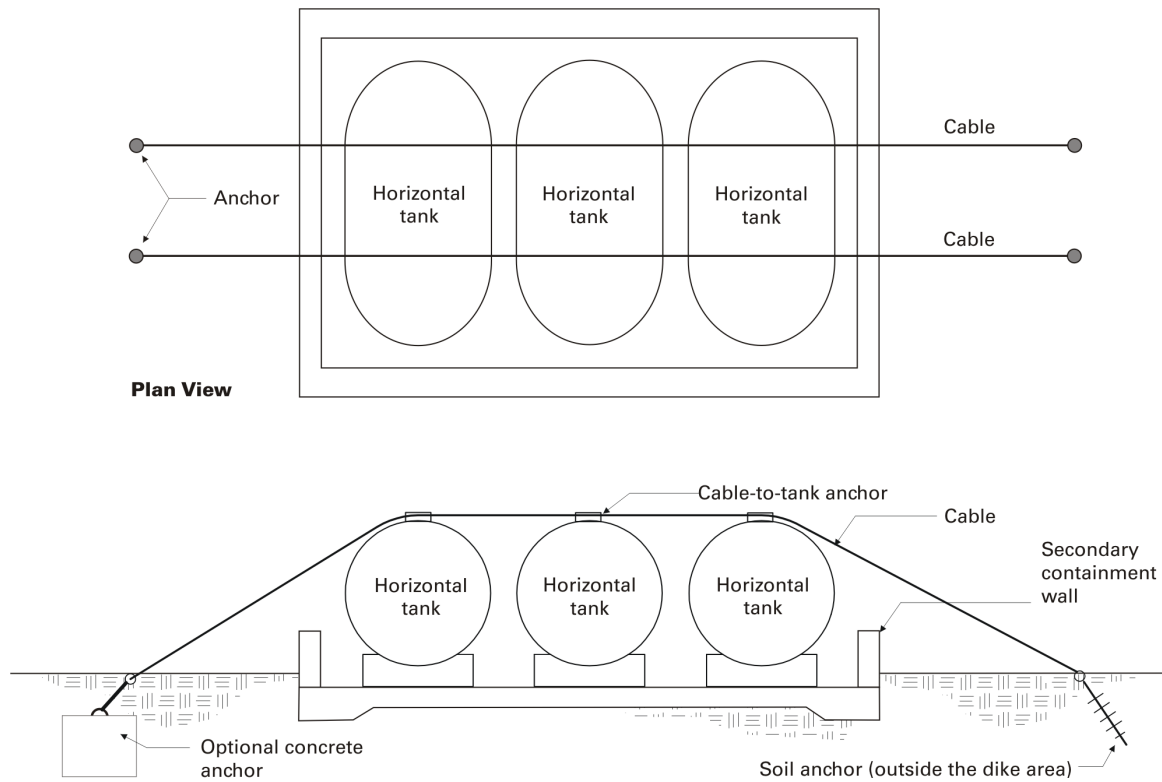 Cable
Anchor
Horizontal
tank
Horizontal
tank
Horizontal
tank
Cable
Plan View
Cable-to-tank anchor
Cable
Secondary
containment
wall
Horizontal
tank
Horizontal
tank
Horizontal
tank
Optional concrete
anchor
Soil anchor (outside the dike area)